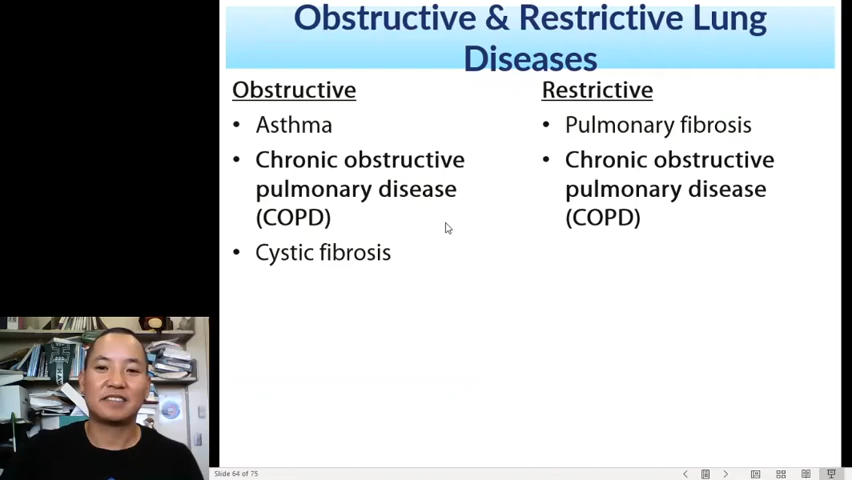 Obstructive & Restrictive Lung
Diseases
Obstructive
• Asthma
• Chronic obstructive
pulmonary disease
(COPD)
• Cystic fibrosis
Restrictive
• Pulmonary fibrosis
• Chronic obstructive
pulmonary disease
(COPD)
Slide 64 of 75